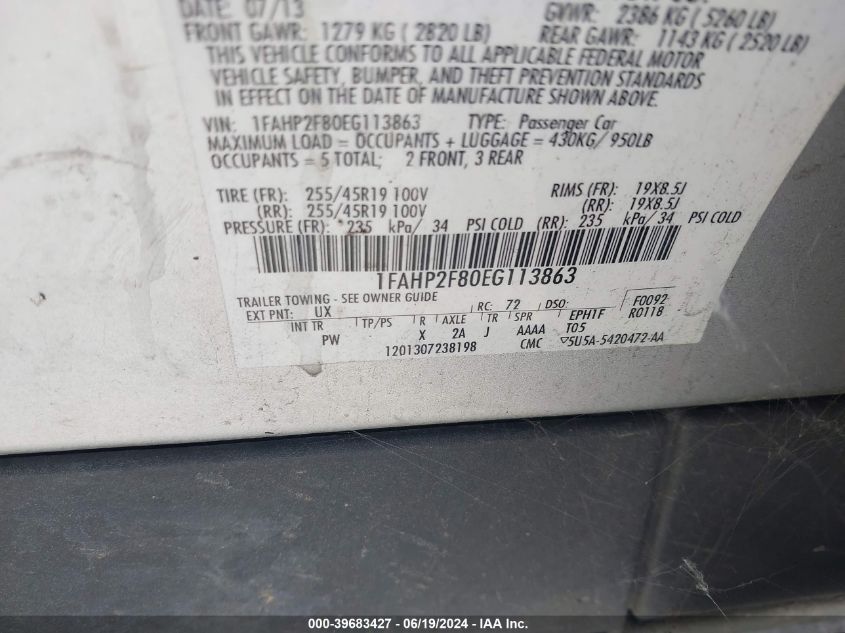 DATE: 07/13
GVWR: 2386 KG ( 5260 LB)
FRONT GAWR: 1279 KG ( 2820 LB)
REAR GAWR: 1143 KG ( 2520 LB)
THIS VEHICLE CONFORMS TO ALL APPLICABLE FEDERAL MOTOR
VEHICLE SAFETY, BUMPER, AND THEFT PREVENTION STANDARDS
IN EFFECT ON THE DATE OF MANUFACTURE SHOWN ABOVE.
VIN: 1FAHP2F80EG113863 TYPE: Passenger Car
MAXIMUM LOAD = OCCUPANTS + LUGGAGE = 430KG/ 950LB
OCCUPANTS = 5 TOTAL; 2 FRONT, 3 REAR
TIRE (FR): 255/45R19 100V RIMS (FR): 19X8.5J
(RR): 255/45R19 100V (RR): 19X8.5J
PRESSURE (FR): 235 kPa/ 34 PSI COLD (RR): 235 kPa/ 34 PSI COLD
1FAHP2F80EG113863
TRAILER TOWING - SEE OWNER GUIDE
EXT PNT: UX RC: 72 DSO: F0092
R0118
INT TR TP/PS R AXLE TR SPR EPH1F
PW X 2A J AAAA T05
1201307238198 CMC ▽5U5A-5420472-AA
000-39683427 - 06/19/2024 - IAA Inc.